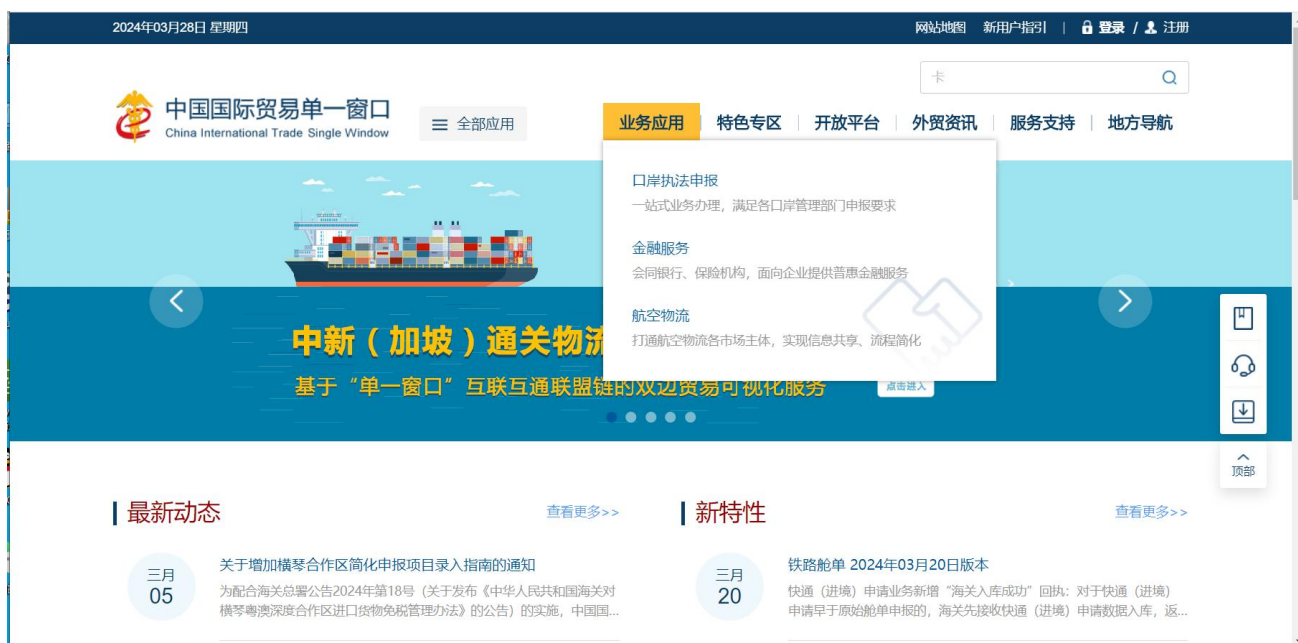 2024年03月28日 星期四
网站地图 新用户指引 | 登录 / 注册
卡
中国国际贸易单一窗口
China International Trade Single Window
全部应用
业务应用 特色专区 开放平台 外贸资讯 服务支持 地方导航
口岸执法申报
一站式业务办理，满足各口岸管理部门申报要求
金融服务
会同银行、保险机构，面向企业提供普惠金融服务
航空物流
打通航空物流各市场主体，实现信息共享、流程简化
中新（加坡）通关物流
基于“单一窗口”互联互通联盟链的双边贸易可视化服务
点击进入
顶部
最新动态 查看更多>>
三月
05
关于增加横琴合作区简化申报项目录入指南的通知
为配合海关总署公告2024年第18号（关于发布《中华人民共和国海关对
横琴粤澳深度合作区进口货物免税管理办法》的公告）的实施，中国国...
新特性 查看更多>>
三月
20
铁路舱单 2024年03月20日版本
快通（进境）申请业务新增“海关入库成功”回执：对于快通（进境）
申请早于原始舱单申报的，海关先接收快通（进境）申请数据入库，返...